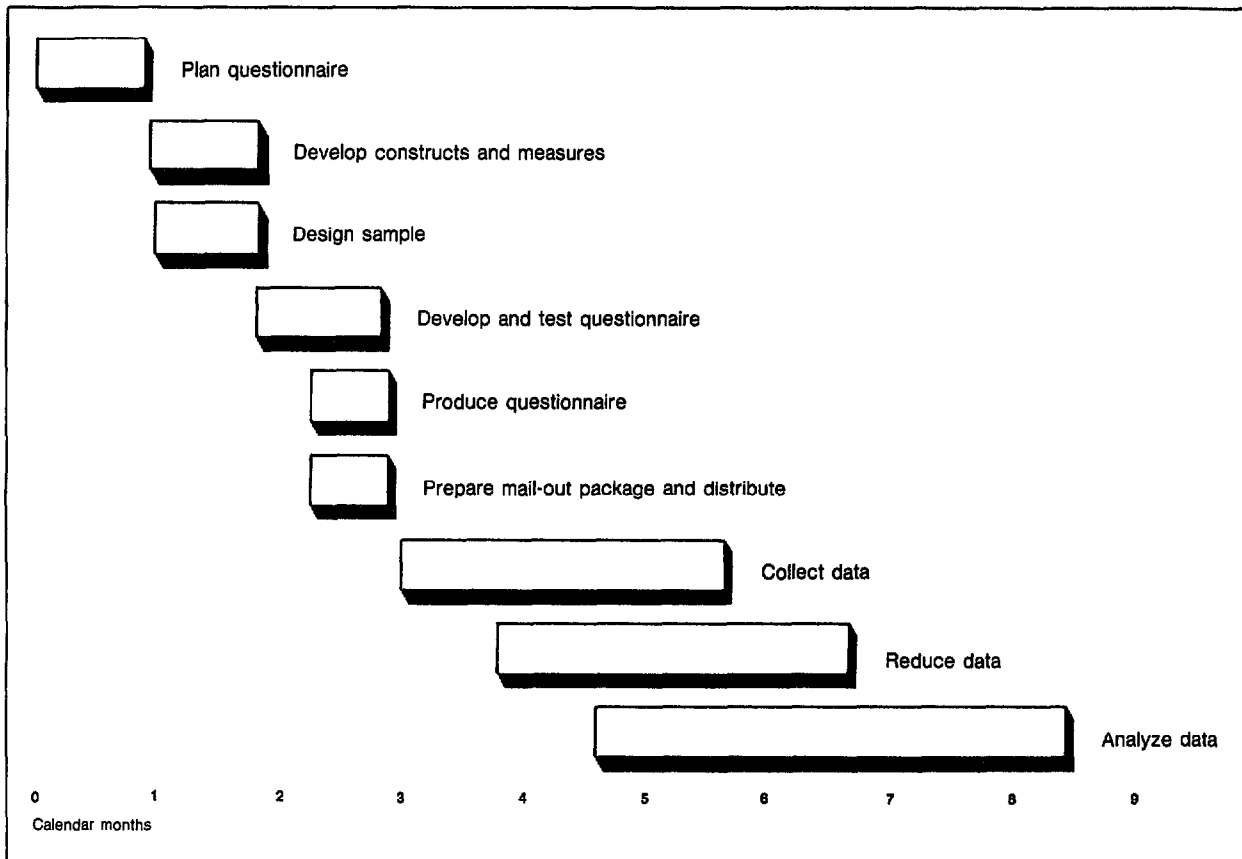 Plan questionnaire
Develop constructs and measures
Design sample
Develop and test questionnaire
Produce questionnaire
Prepare mail-out package and distribute
Collect data
Reduce data
Analyze data
0 1 2 3 4 5 6 7 8 9
Calendar months